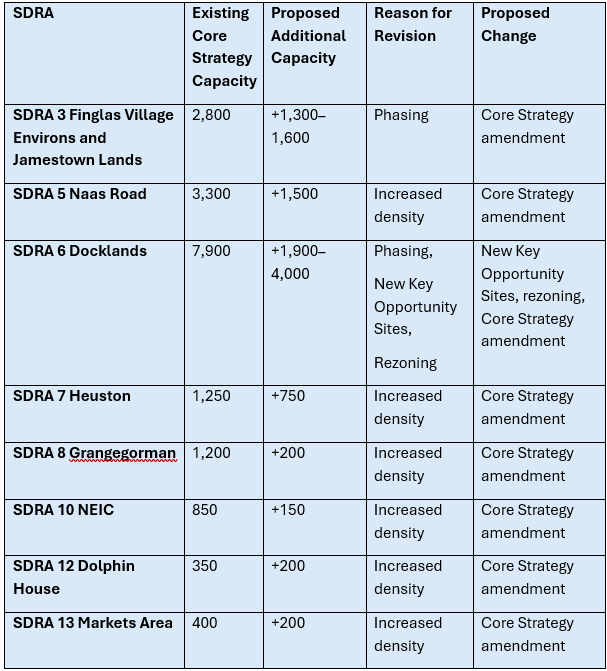 SDRA
Existing
Core
Strategy
Capacity
Proposed
Additional
Capacity
Reason for
Revision
Proposed
Change
SDRA 3 Finglas Village
Environs and
Jamestown Lands
2,800
+1,300–
1,600
Phasing
Core Strategy
amendment
SDRA 5 Naas Road
3,300
+1,500
Increased
density
Core Strategy
amendment
SDRA 6 Docklands
7,900
+1,900–
4,000
Phasing,
New Key
Opportunity
Sites,
Rezoning
New Key
Opportunity
Sites, rezoning,
Core Strategy
amendment
SDRA 7 Heuston
1,250
+750
Increased
density
Core Strategy
amendment
SDRA 8 Grangegorman
1,200
+200
Increased
density
Core Strategy
amendment
SDRA 10 NEIC
850
+150
Increased
density
Core Strategy
amendment
SDRA 12 Dolphin
House
350
+200
Increased
density
Core Strategy
amendment
SDRA 13 Markets Area
400
+200
Increased
density
Core Strategy
amendment